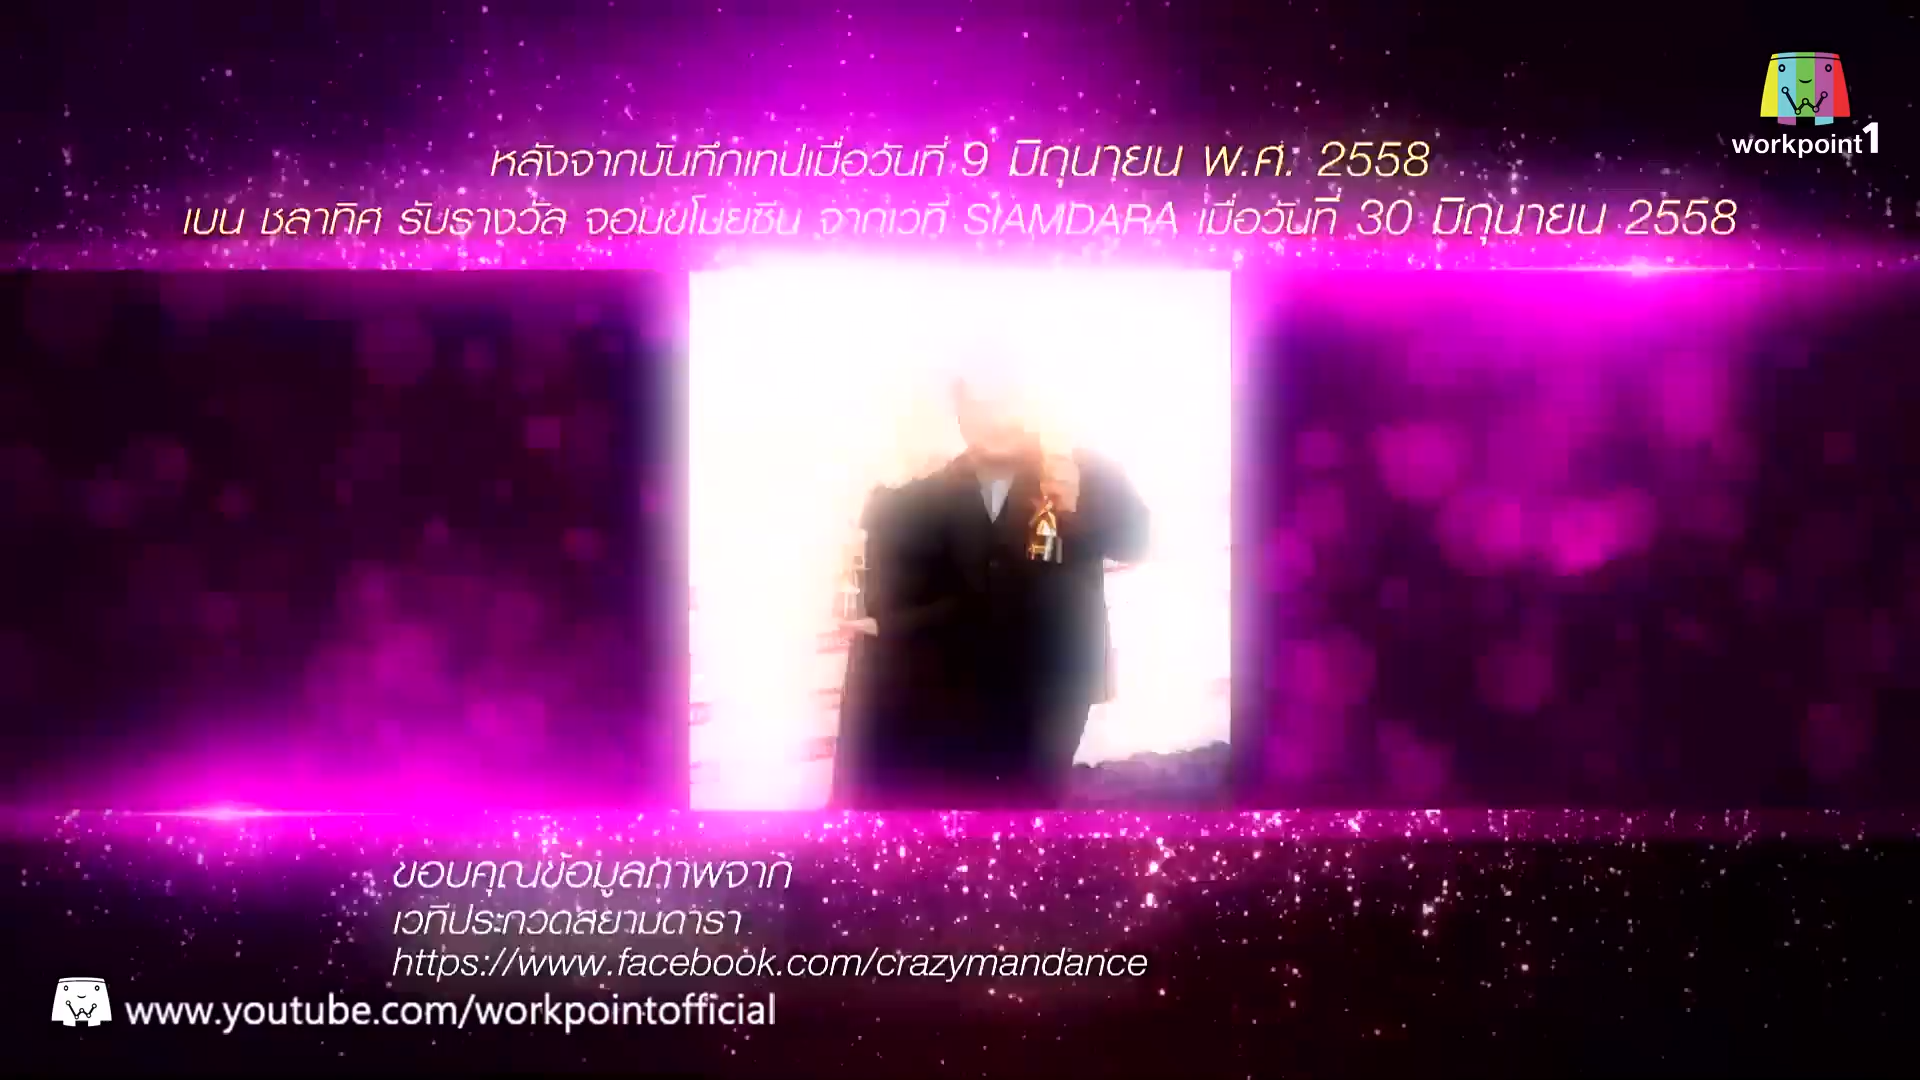 workpoint1
หลังจากบันทึกเทปเมื่อวันที่ 9 มิถุนายน พ.ศ. 2558
เบน ชลาทิศ รับรางวัล จอมขโมยซีน จากเวที SIAMDARA เมื่อวันที่ 30 มิถุนายน 2558
ขอบคุณข้อมูลภาพจาก
เวทีประกวดสยามดารา
https://www.facebook.com/crazymandance
www.youtube.com/workpointofficial